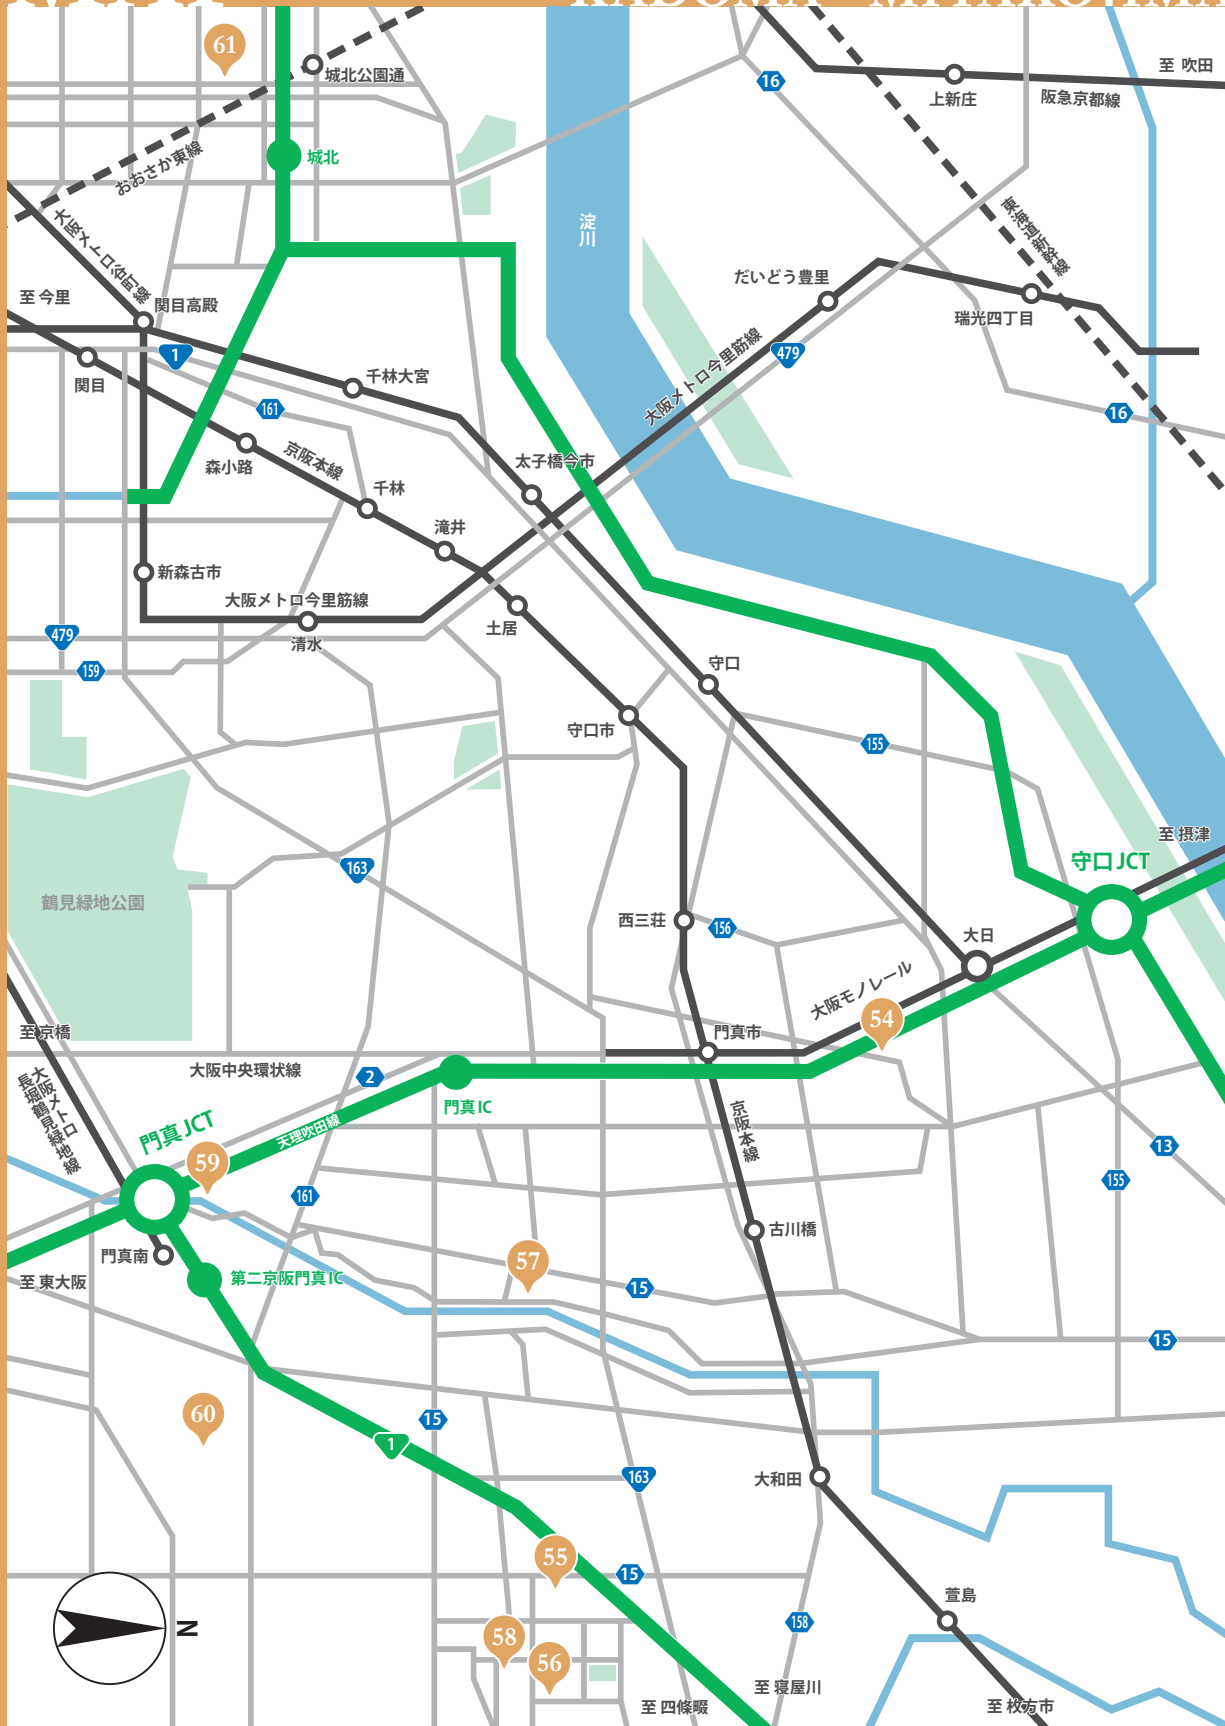 KADOMA MIYAKOJIMA
61
城北公園通
おおさか東線
城北
16
上新庄
至 吹田
阪急京都線
淀川
東海道新幹線
大阪メトロ谷町線
至 今里
関目高殿
だいどう豊里
瑞光四丁目
1
関目
千林大宮
479
161
大阪メトロ今里筋線
16
森小路
京阪本線
太子橋今市
千林
滝井
新森古市
大阪メトロ今里筋線
土居
清水
479
159
守口
守口市
155
至 摂津
守口 JCT
163
鶴見緑地公園
西三荘
156
大日
大阪モノレール
54
至 京橋
門真市
大阪中央環状線
2
大阪メトロ
長堀鶴見緑地線
門真 IC
門真 JCT
天理吹田線
京阪本線
13
59
161
155
古川橋
門真南
57
至 東大阪
第二京阪門真 IC
15
15
60
15
1
163
大和田
55
15
萱島
N
58
56
158
至 寝屋川
至 四條畷
至 枚方市